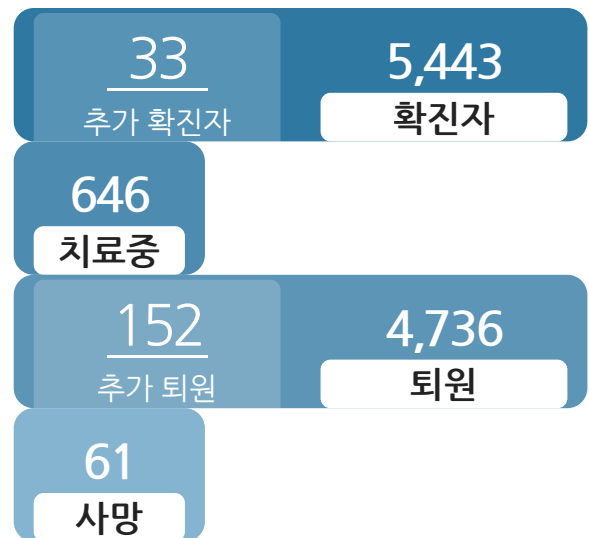 33
추가 확진자
5,443
확진자
646
치료중
152
추가 퇴원
4,736
퇴원
61
사망